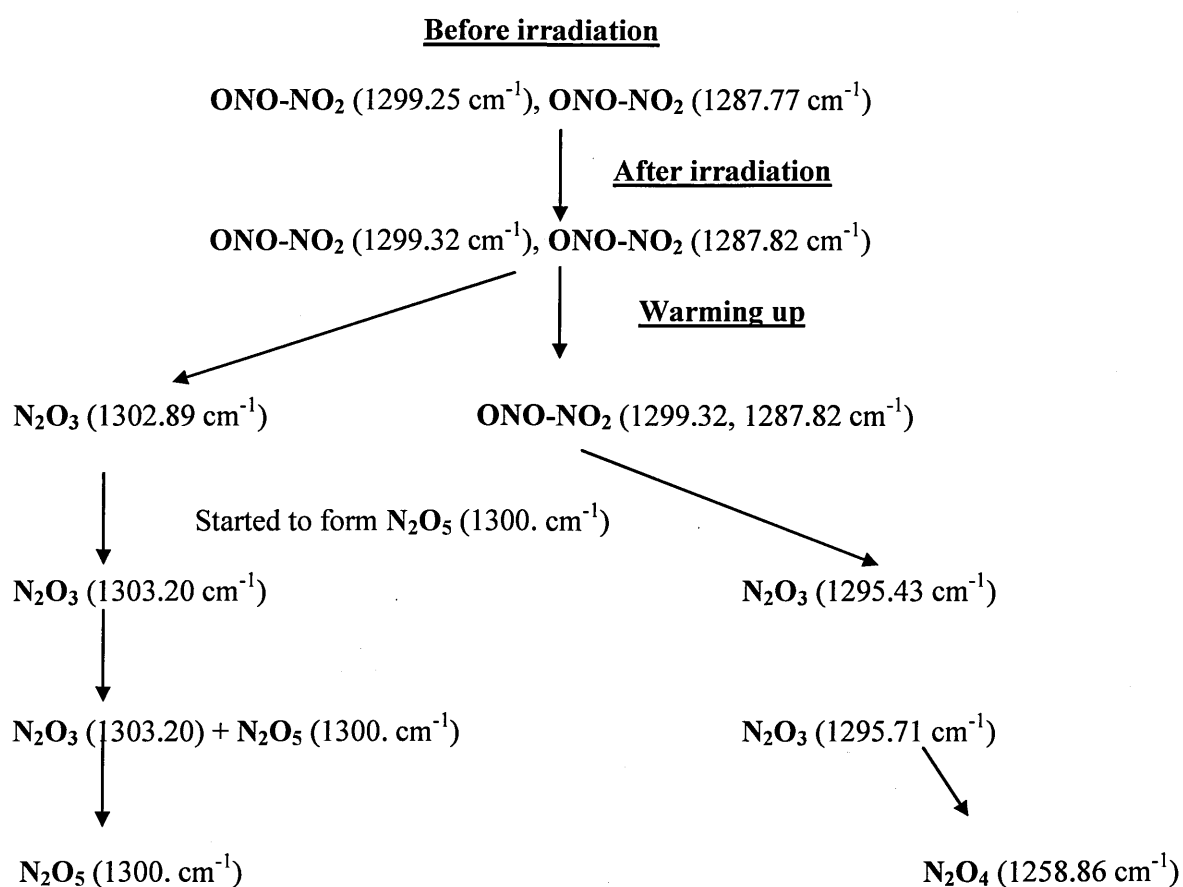 Before irradiation
ONO-NO₂ (1299.25 cm⁻¹), ONO-NO₂ (1287.77 cm⁻¹)
After irradiation
ONO-NO₂ (1299.32 cm⁻¹), ONO-NO₂ (1287.82 cm⁻¹)
Warming up
N₂O₃ (1302.89 cm⁻¹) ONO-NO₂ (1299.32, 1287.82 cm⁻¹)
Started to form N₂O₅ (1300. cm⁻¹)
N₂O₃ (1303.20 cm⁻¹) N₂O₃ (1295.43 cm⁻¹)
N₂O₃ (1303.20) + N₂O₅ (1300. cm⁻¹) N₂O₃ (1295.71 cm⁻¹)
N₂O₅ (1300. cm⁻¹) N₂O₄ (1258.86 cm⁻¹)